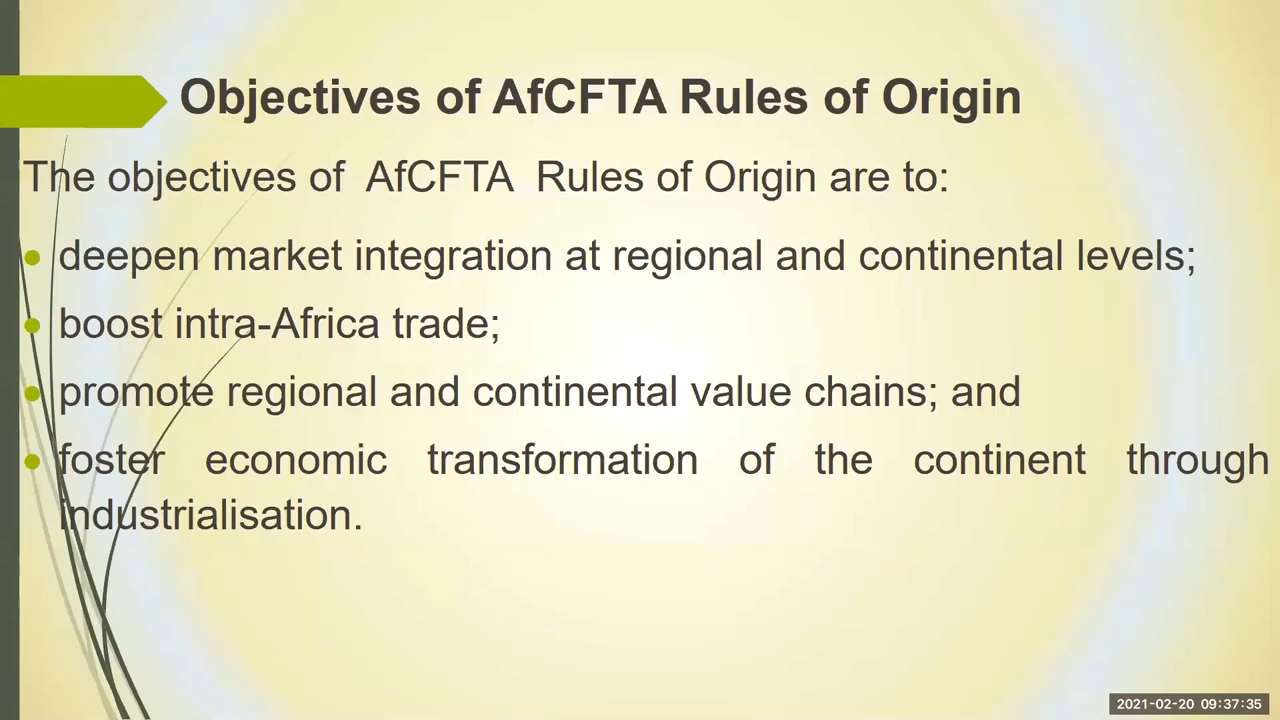 Objectives of AfCFTA Rules of Origin
The objectives of AfCFTA Rules of Origin are to:
deepen market integration at regional and continental levels;
boost intra-Africa trade;
promote regional and continental value chains; and
foster economic transformation of the continent through
industrialisation.
2021-02-20 09:37:35